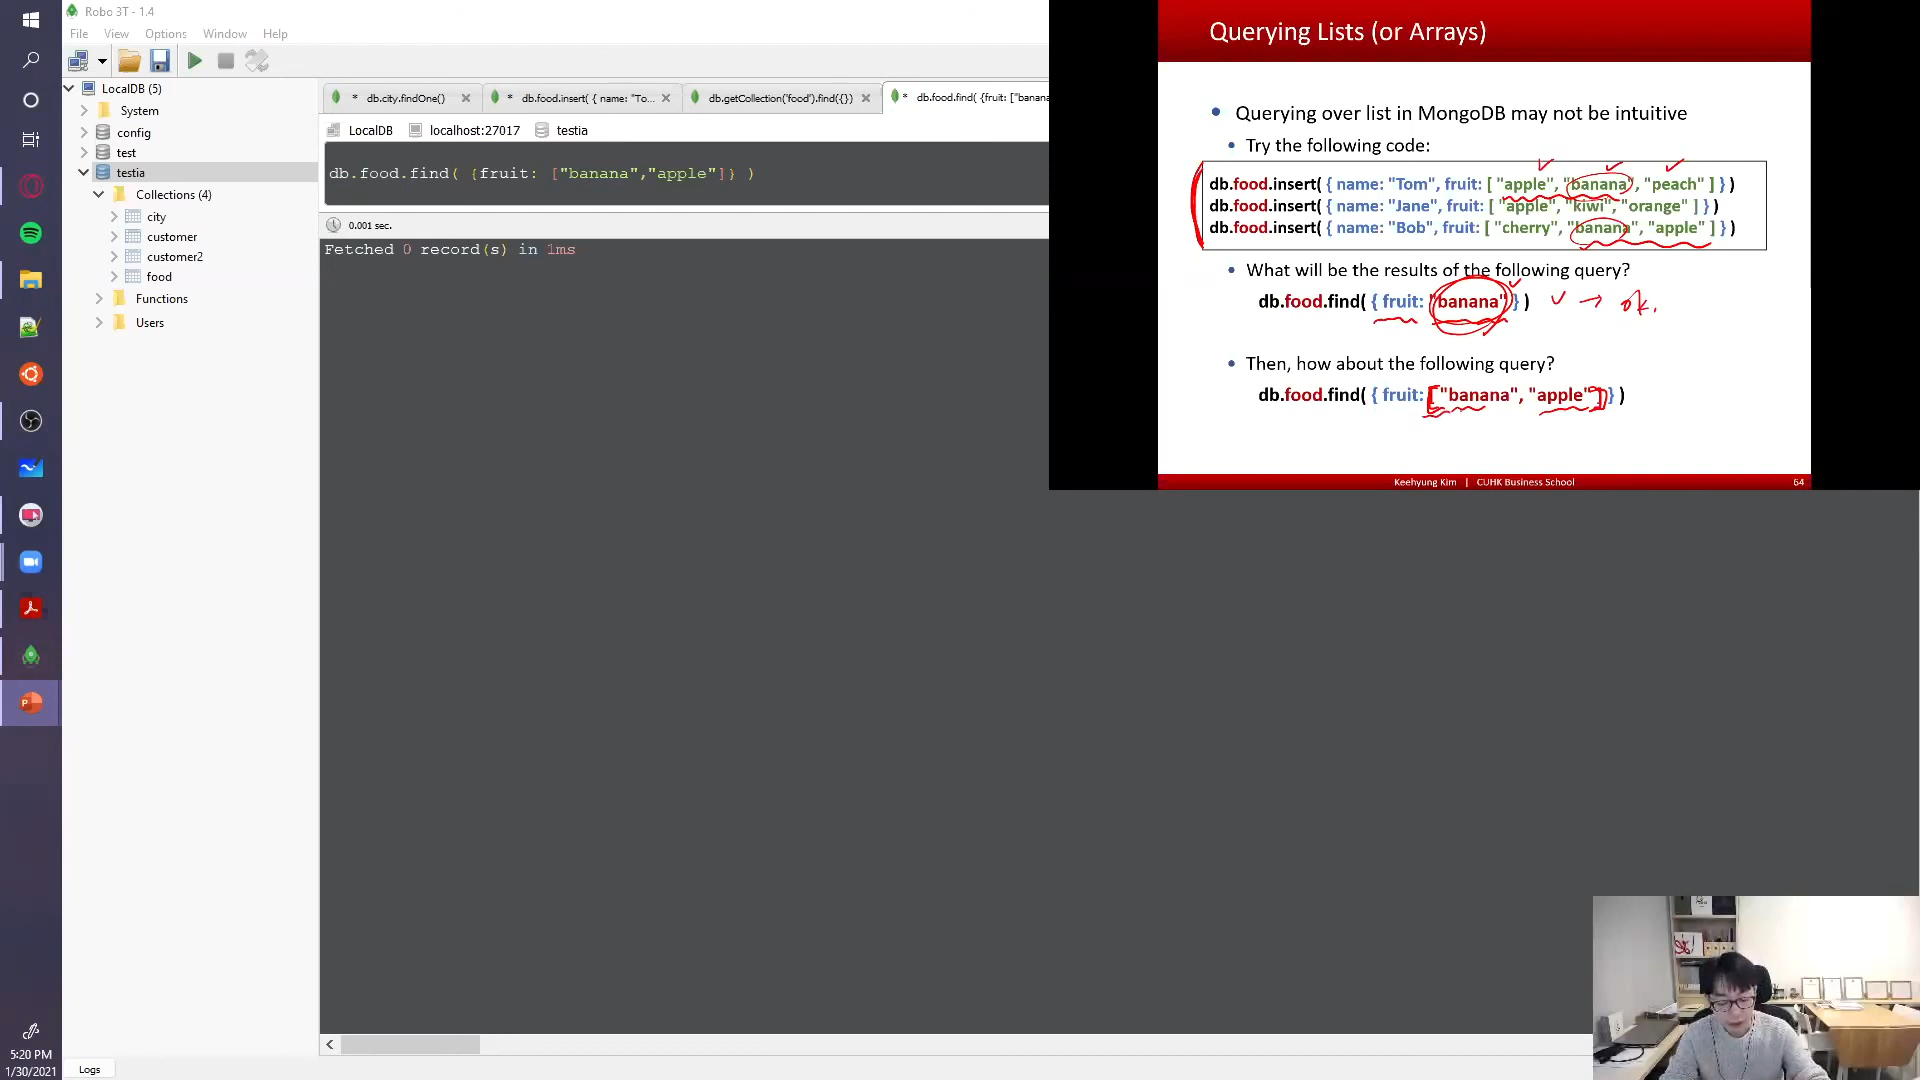 Robo 3T - 1.4
File View Options Window Help
LocalDB (5)
System
config
test
testia
Collections (4)
city
customer
customer2
food
Functions
Users
* db.city.findOne()
* db.food.insert( { name: "To...
db.getCollection('food').find({})
* db.food.find( {fruit: ["banana
LocalDB localhost:27017 testia
db.food.find( {fruit: ["banana","apple"]} )
0.001 sec.
Fetched 0 record(s) in 1ms
Logs
5:20 PM
1/30/2021
Querying Lists (or Arrays)
• Querying over list in MongoDB may not be intuitive
• Try the following code:
db.food.insert( { name: "Tom", fruit: [ "apple", "banana", "peach" ] } )
db.food.insert( { name: "Jane", fruit: [ "apple", "kiwi", "orange" ] } )
db.food.insert( { name: "Bob", fruit: [ "cherry", "banana", "apple" ] } )
• What will be the results of the following query?
db.food.find( { fruit: "banana" } ) ✓ → ok.
• Then, how about the following query?
db.food.find( { fruit: ["banana", "apple"] } )
Keehyung Kim | CUHK Business School
64